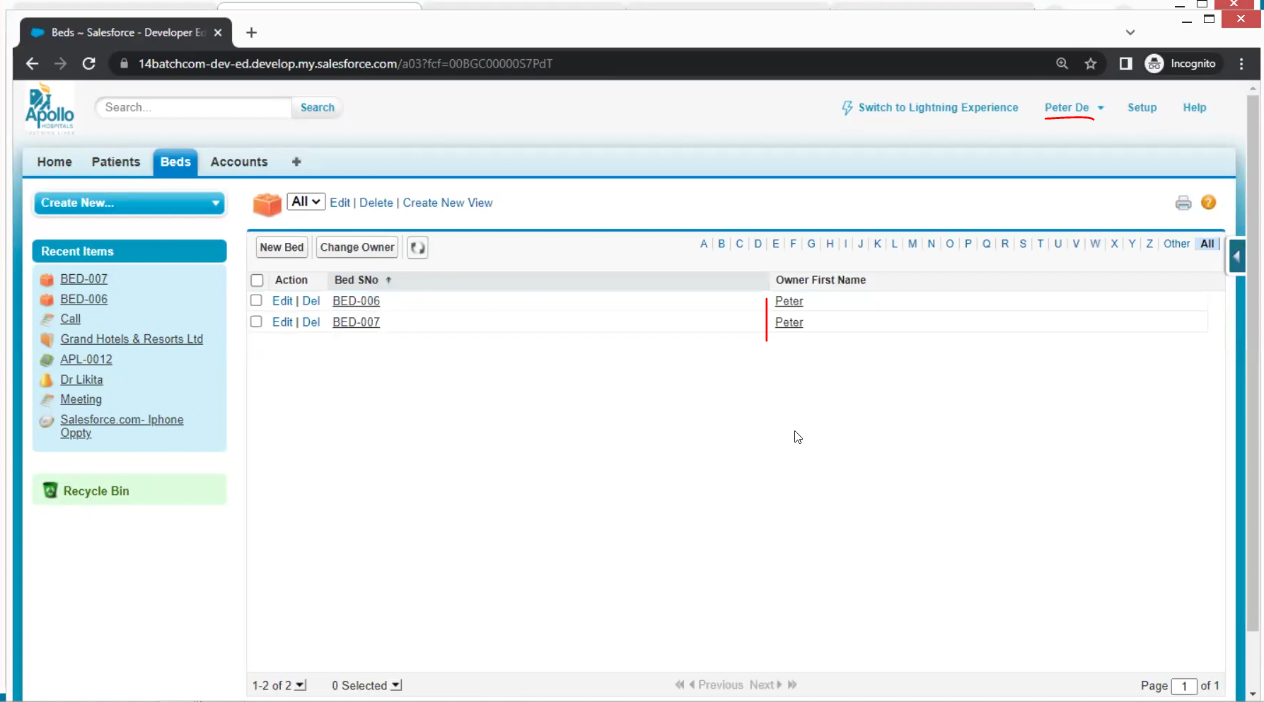 Beds ~ Salesforce - Developer Ed
14batchcom-dev-ed.develop.my.salesforce.com/a03?fcf=00BGC00000S7PdT
Incognito
Apollo
HOSPITALS
Search...
Search
Switch to Lightning Experience
Peter De
Setup
Help
Home
Patients
Beds
Accounts
Create New...
All
Edit | Delete | Create New View
Recent Items
BED-007
BED-006
Call
Grand Hotels & Resorts Ltd
APL-0012
Dr Likita
Meeting
Salesforce.com- Iphone
Oppty
Recycle Bin
New Bed
Change Owner
A | B | C | D | E | F | G | H | I | J | K | L | M | N | O | P | Q | R | S | T | U | V | W | X | Y | Z | Other | All
Action Bed SNo Owner First Name
Edit | Del BED-006 Peter
Edit | Del BED-007 Peter
1-2 of 2
0 Selected
Previous Next
Page 1 of 1